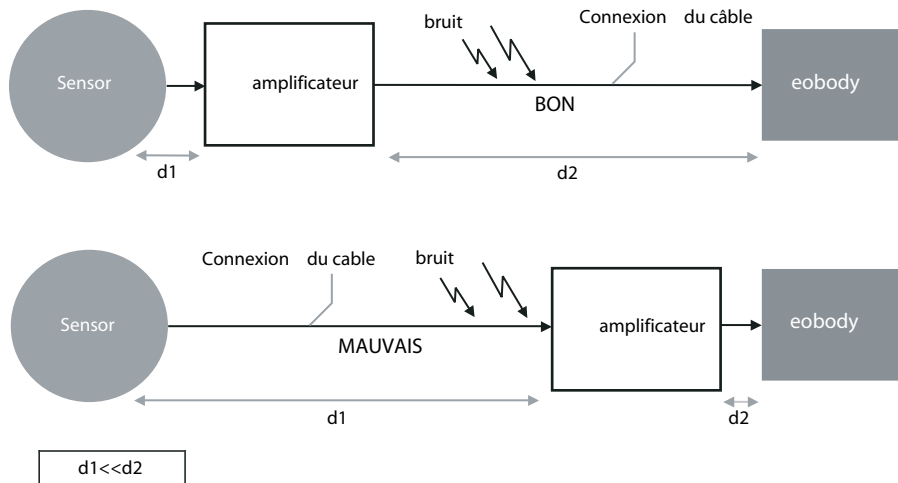 bruit
Connexion du câble
Sensor
amplificateur
eobody
BON
d1
d2
Connexion du cable
bruit
Sensor
amplificateur
eobody
MAUVAIS
d1
d2
d1<<d2